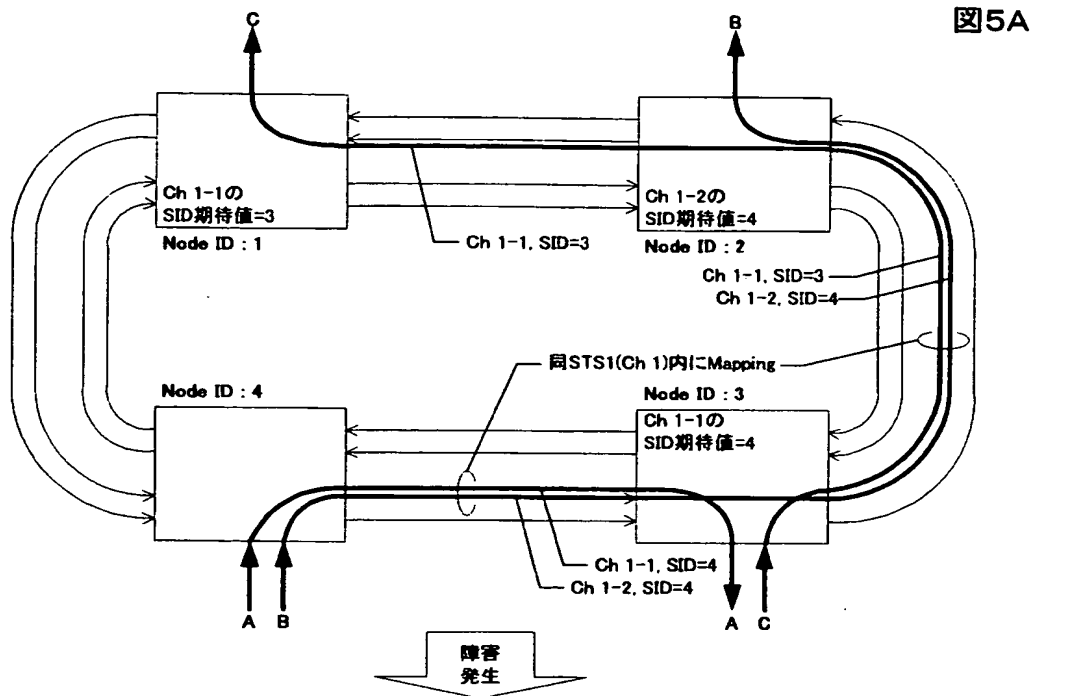 図5A
C
B
Ch 1-1の
SID期待値=3
Node ID : 1
Ch 1-2の
SID期待値=4
Node ID : 2
Ch 1-1, SID=3
Ch 1-1, SID=3
Ch 1-2, SID=4
同STS1(Ch 1)内にMapping
Node ID : 4
Node ID : 3
Ch 1-1の
SID期待値=4
Ch 1-1, SID=4
Ch 1-2, SID=4
A
B
A
C
障害
発生